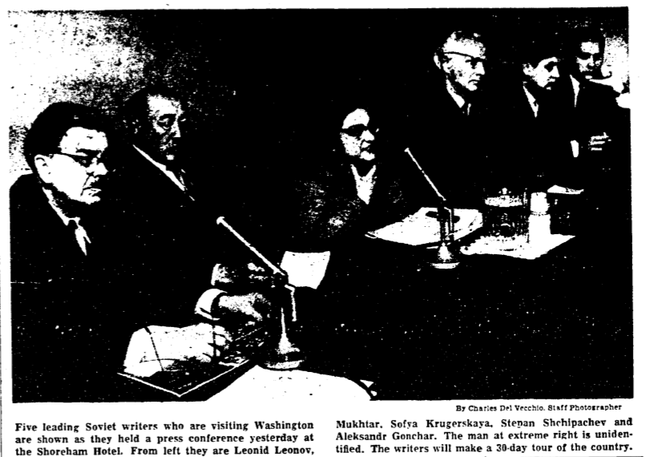 By Charles Del Vecchio, Staff Photographer
Five leading Soviet writers who are visiting Washington
are shown as they held a press conference yesterday at
the Shoreham Hotel. From left they are Leonid Leonov,
Mukhtar, Sofya Krugerskaya, Stepan Shchipachev and
Aleksandr Gonchar. The man at extreme right is uniden-
tified. The writers will make a 30-day tour of the country.